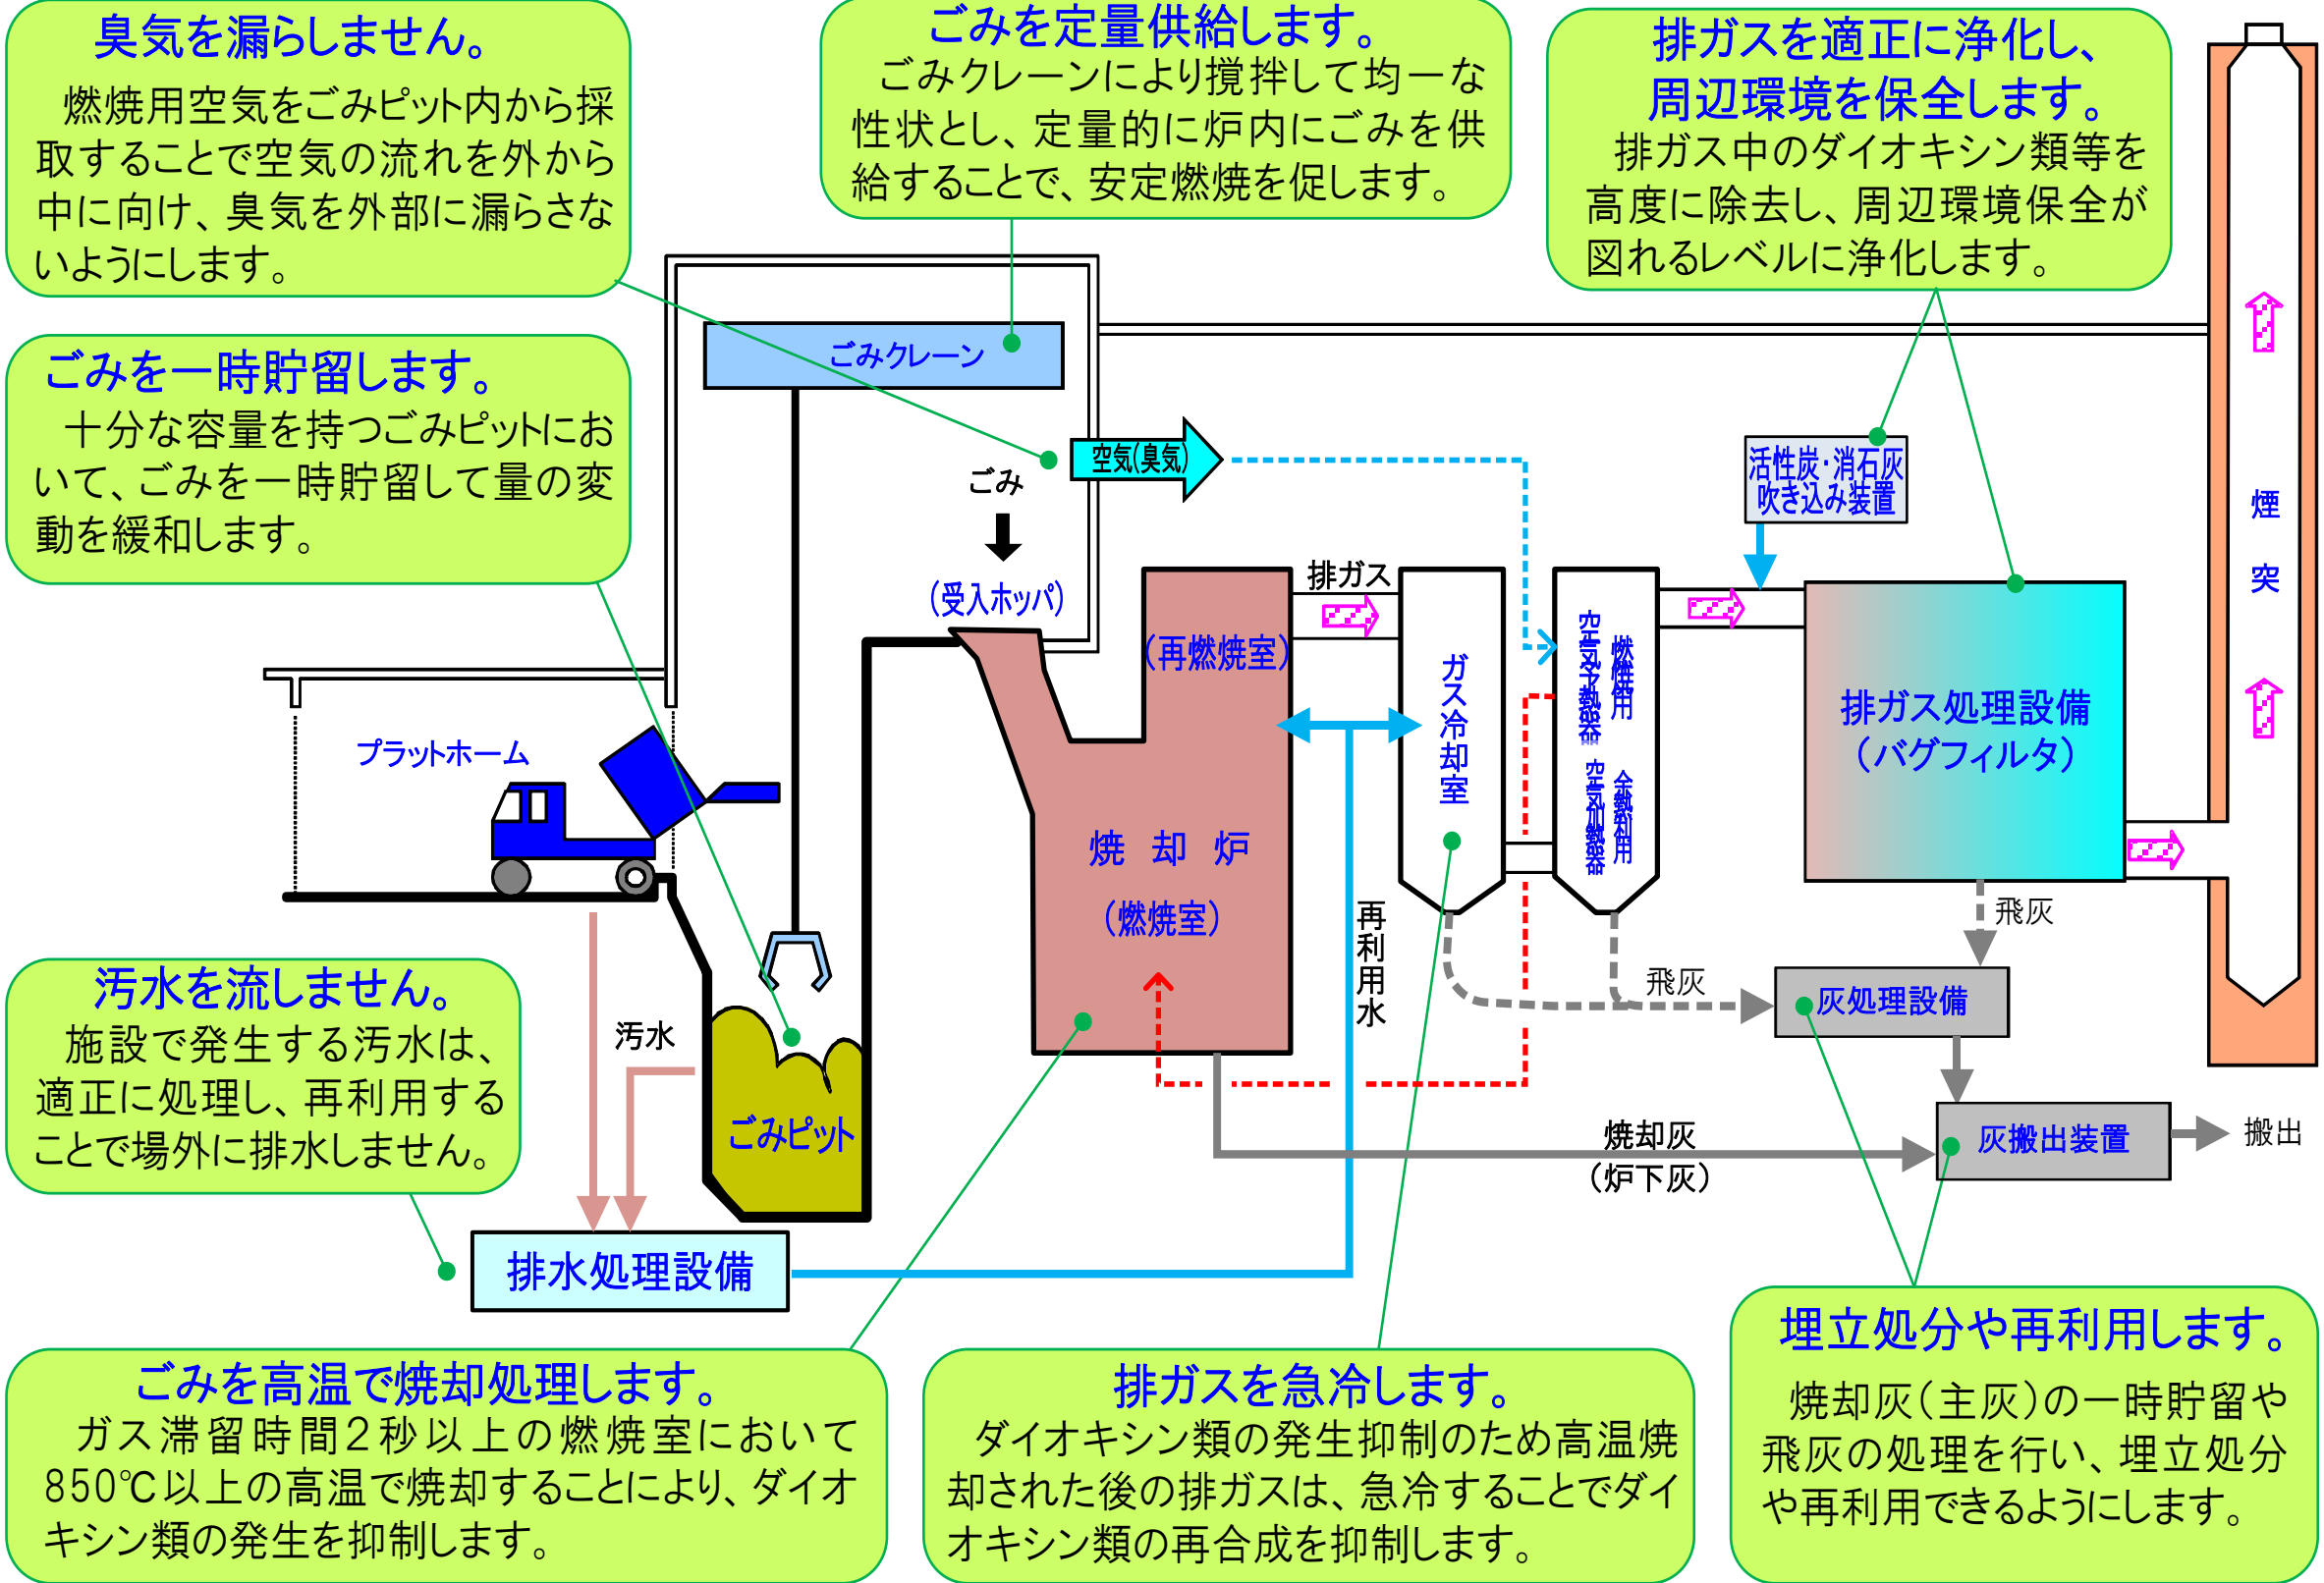 臭気を漏らしません。
燃焼用空気をごみピット内から採
取することで空気の流れを外から
中に向け、臭気を外部に漏らさな
いようにします。
ごみを定量供給します。
ごみクレーンにより撹拌して均一な
性状とし、定量的に炉内にごみを供
給することで、安定燃焼を促します。
排ガスを適正に浄化し、
周辺環境を保全します。
排ガス中のダイオキシン類等を
高度に除去し、周辺環境保全が
図れるレベルに浄化します。
ごみを一時貯留します。
十分な容量を持つごみピットにお
いて、ごみを一時貯留して量の変
動を緩和します。
ごみクレーン
空気(臭気)
ごみ
(受入ホッパ)
活性炭・消石灰
吹き込み装置
煙突
排ガス
(再燃焼室)
ガス冷却室
燃焼用
空気予熱器
余熱利用
空気加熱器
排ガス処理設備
(バグフィルタ)
プラットホーム
焼却炉
(燃焼室)
再利用水
飛灰
飛灰
灰処理設備
汚水を流しません。
施設で発生する汚水は、
適正に処理し、再利用する
ことで場外に排水しません。
汚水
ごみピット
焼却灰
(炉下灰)
灰搬出装置
搬出
排水処理設備
ごみを高温で焼却処理します。
ガス滞留時間2秒以上の燃焼室において
850℃以上の高温で焼却することにより、ダイオ
キシン類の発生を抑制します。
排ガスを急冷します。
ダイオキシン類の発生抑制のため高温焼
却された後の排ガスは、急冷することでダイ
オキシン類の再合成を抑制します。
埋立処分や再利用します。
焼却灰(主灰)の一時貯留や
飛灰の処理を行い、埋立処分
や再利用できるようにします。